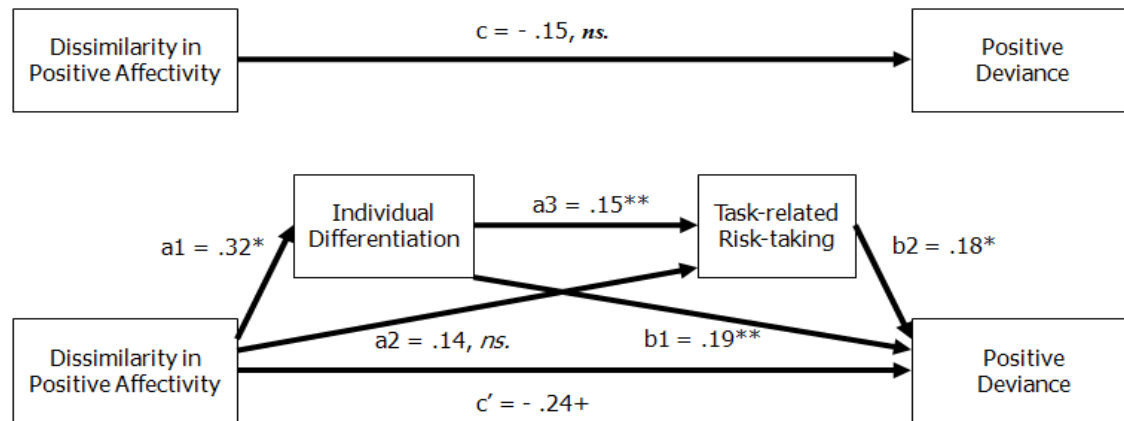 c = - .15, ns.
Dissimilarity in
Positive Affectivity
Positive
Deviance
Individual
Differentiation
a3 = .15**
Task-related
Risk-taking
a1 = .32*
b2 = .18*
a2 = .14, ns.
b1 = .19**
Dissimilarity in
Positive Affectivity
Positive
Deviance
c' = - .24+